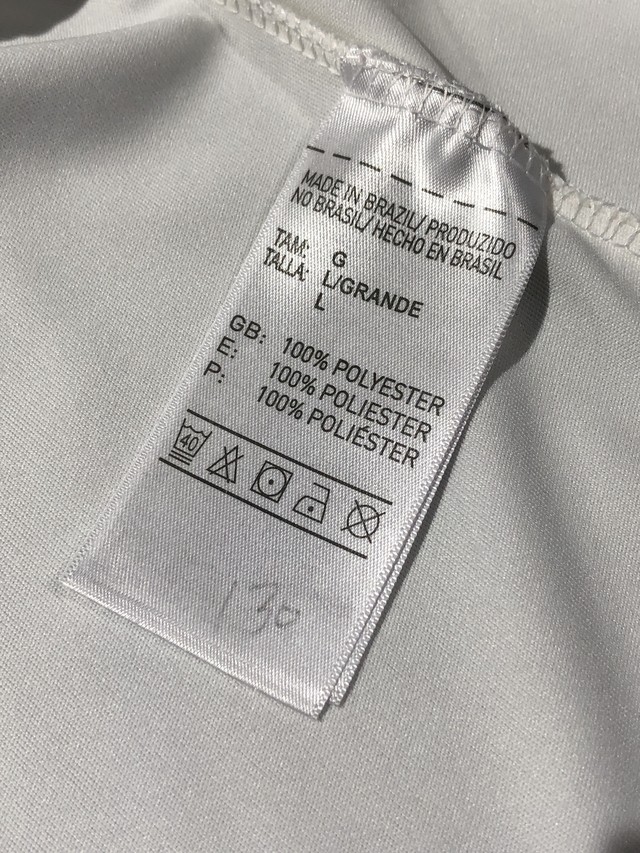 MADE IN BRAZIL/ PRODUZIDO
NO BRASIL/ HECHO EN BRASIL
TAM: G
TALLA: L/GRANDE
L
GB: 100% POLYESTER
E: 100% POLIESTER
P: 100% POLIÉSTER
40
130